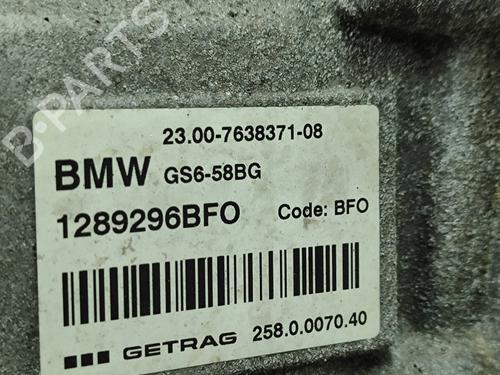 B-PARTS
23.00-7638371-08
BMW GS6-58BG
1289296BFO Code: BFO
GETRAG 258.0.0070.40